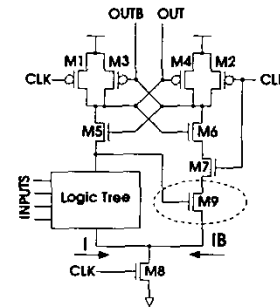 OUTB OUT
M1 M3 M4 M2
CLK CLK
M5 M6
M7
M9
INPUTS
Logic Tree
I IB
CLK M8